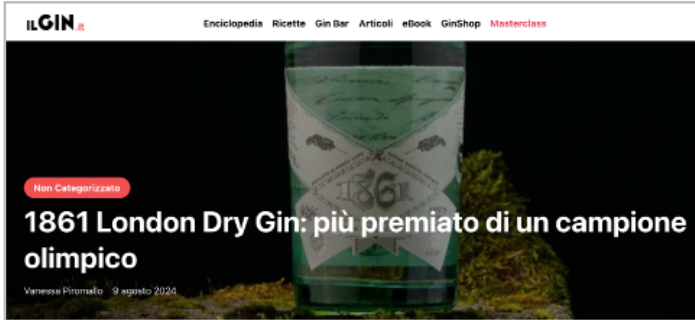 ILGIN.it
Enciclopedia Ricette Gin Bar Articoli eBook GinShop Masterclass
1861
Non Categorizzato
1861 London Dry Gin: più premiato di un campione
olimpico
Vanessa Piromallo 9 agosto 2024